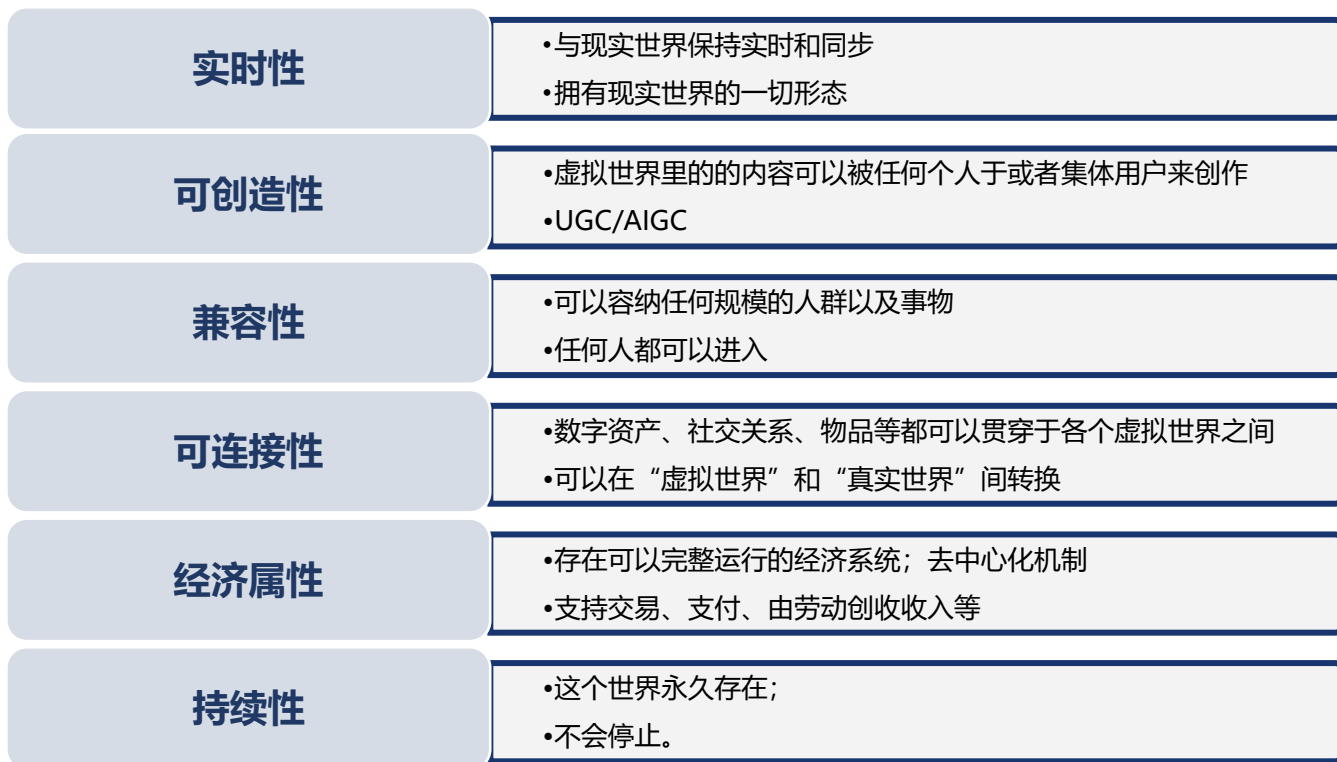 实时性
•与现实世界保持实时和同步
•拥有现实世界的一切形态
可创造性
•虚拟世界里的的内容可以被任何个人于或者集体用户来创作
•UGC/AIGC
兼容性
•可以容纳任何规模的人群以及事物
•任何人都可以进入
可连接性
•数字资产、社交关系、物品等都可以贯穿于各个虚拟世界之间
•可以在“虚拟世界”和“真实世界”间转换
经济属性
•存在可以完整运行的经济系统；去中心化机制
•支持交易、支付、由劳动创收收入等
持续性
•这个世界永久存在；
•不会停止。